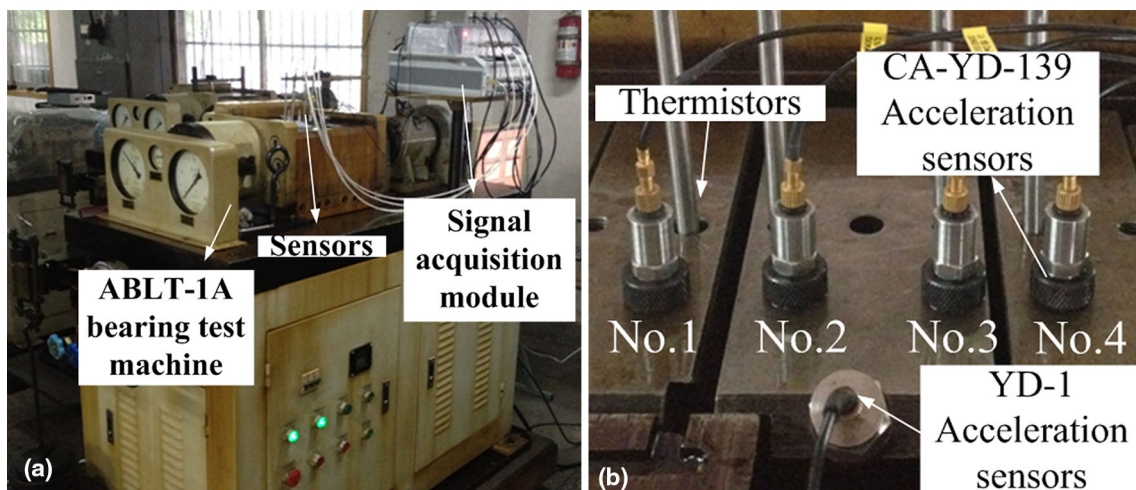 ABLT-1A
bearing test
machine
Sensors
Signal
acquisition
module
(a)
Thermistors
CA-YD-139
Acceleration
sensors
No.1
No.2
No.3
No.4
YD-1
Acceleration
sensors
(b)